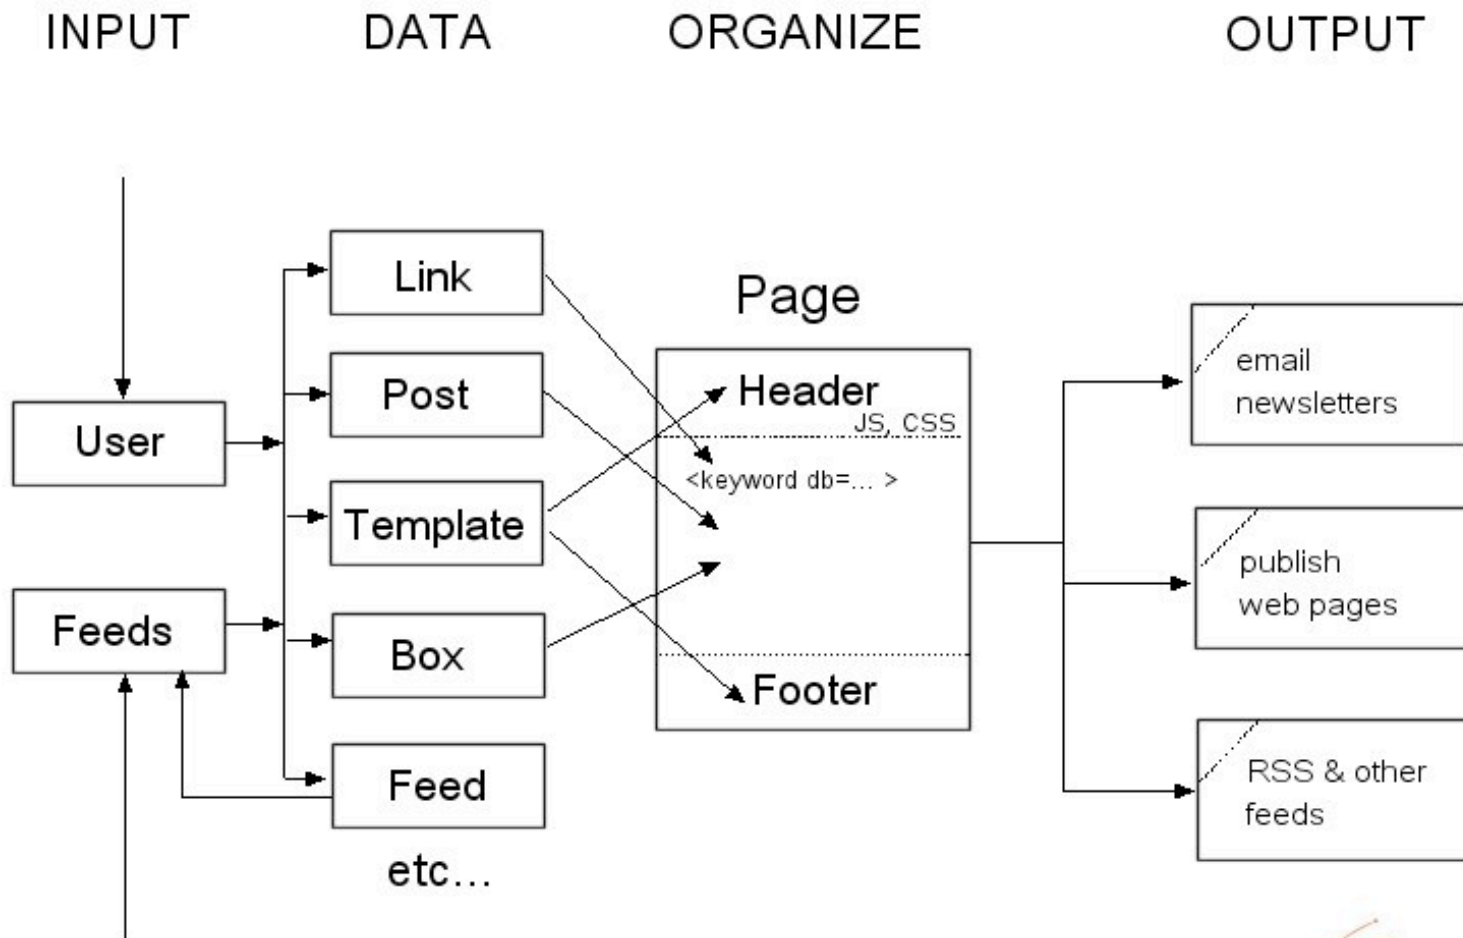 INPUT
DATA
ORGANIZE
OUTPUT
User
Feeds
Link
Post
Template
Box
Feed
etc...
Page
Header
JS, CSS
<keyword db=... >
Footer
email
newsletters
publish
web pages
RSS & other
feeds